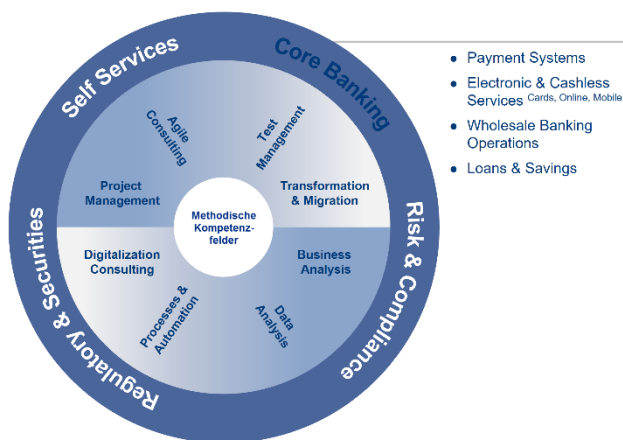 Self Services
Core Banking
Risk & Compliance
Regulatory & Securities
Agile
Consulting
Test
Management
Project
Management
Transformation
& Migration
Methodische
Kompetenz-
felder
Digitalization
Consulting
Business
Analysis
Processes &
Automation
Data
Analysis
• Payment Systems
• Electronic & Cashless
Services Cards, Online, Mobile
• Wholesale Banking
Operations
• Loans & Savings